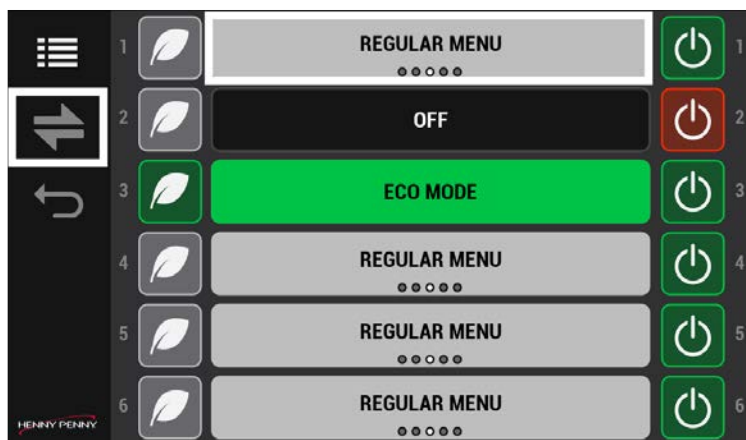 1 REGULAR MENU 1
2 OFF 2
3 ECO MODE 3
4 REGULAR MENU 4
5 REGULAR MENU 5
6 REGULAR MENU 6
HENNY PENNY